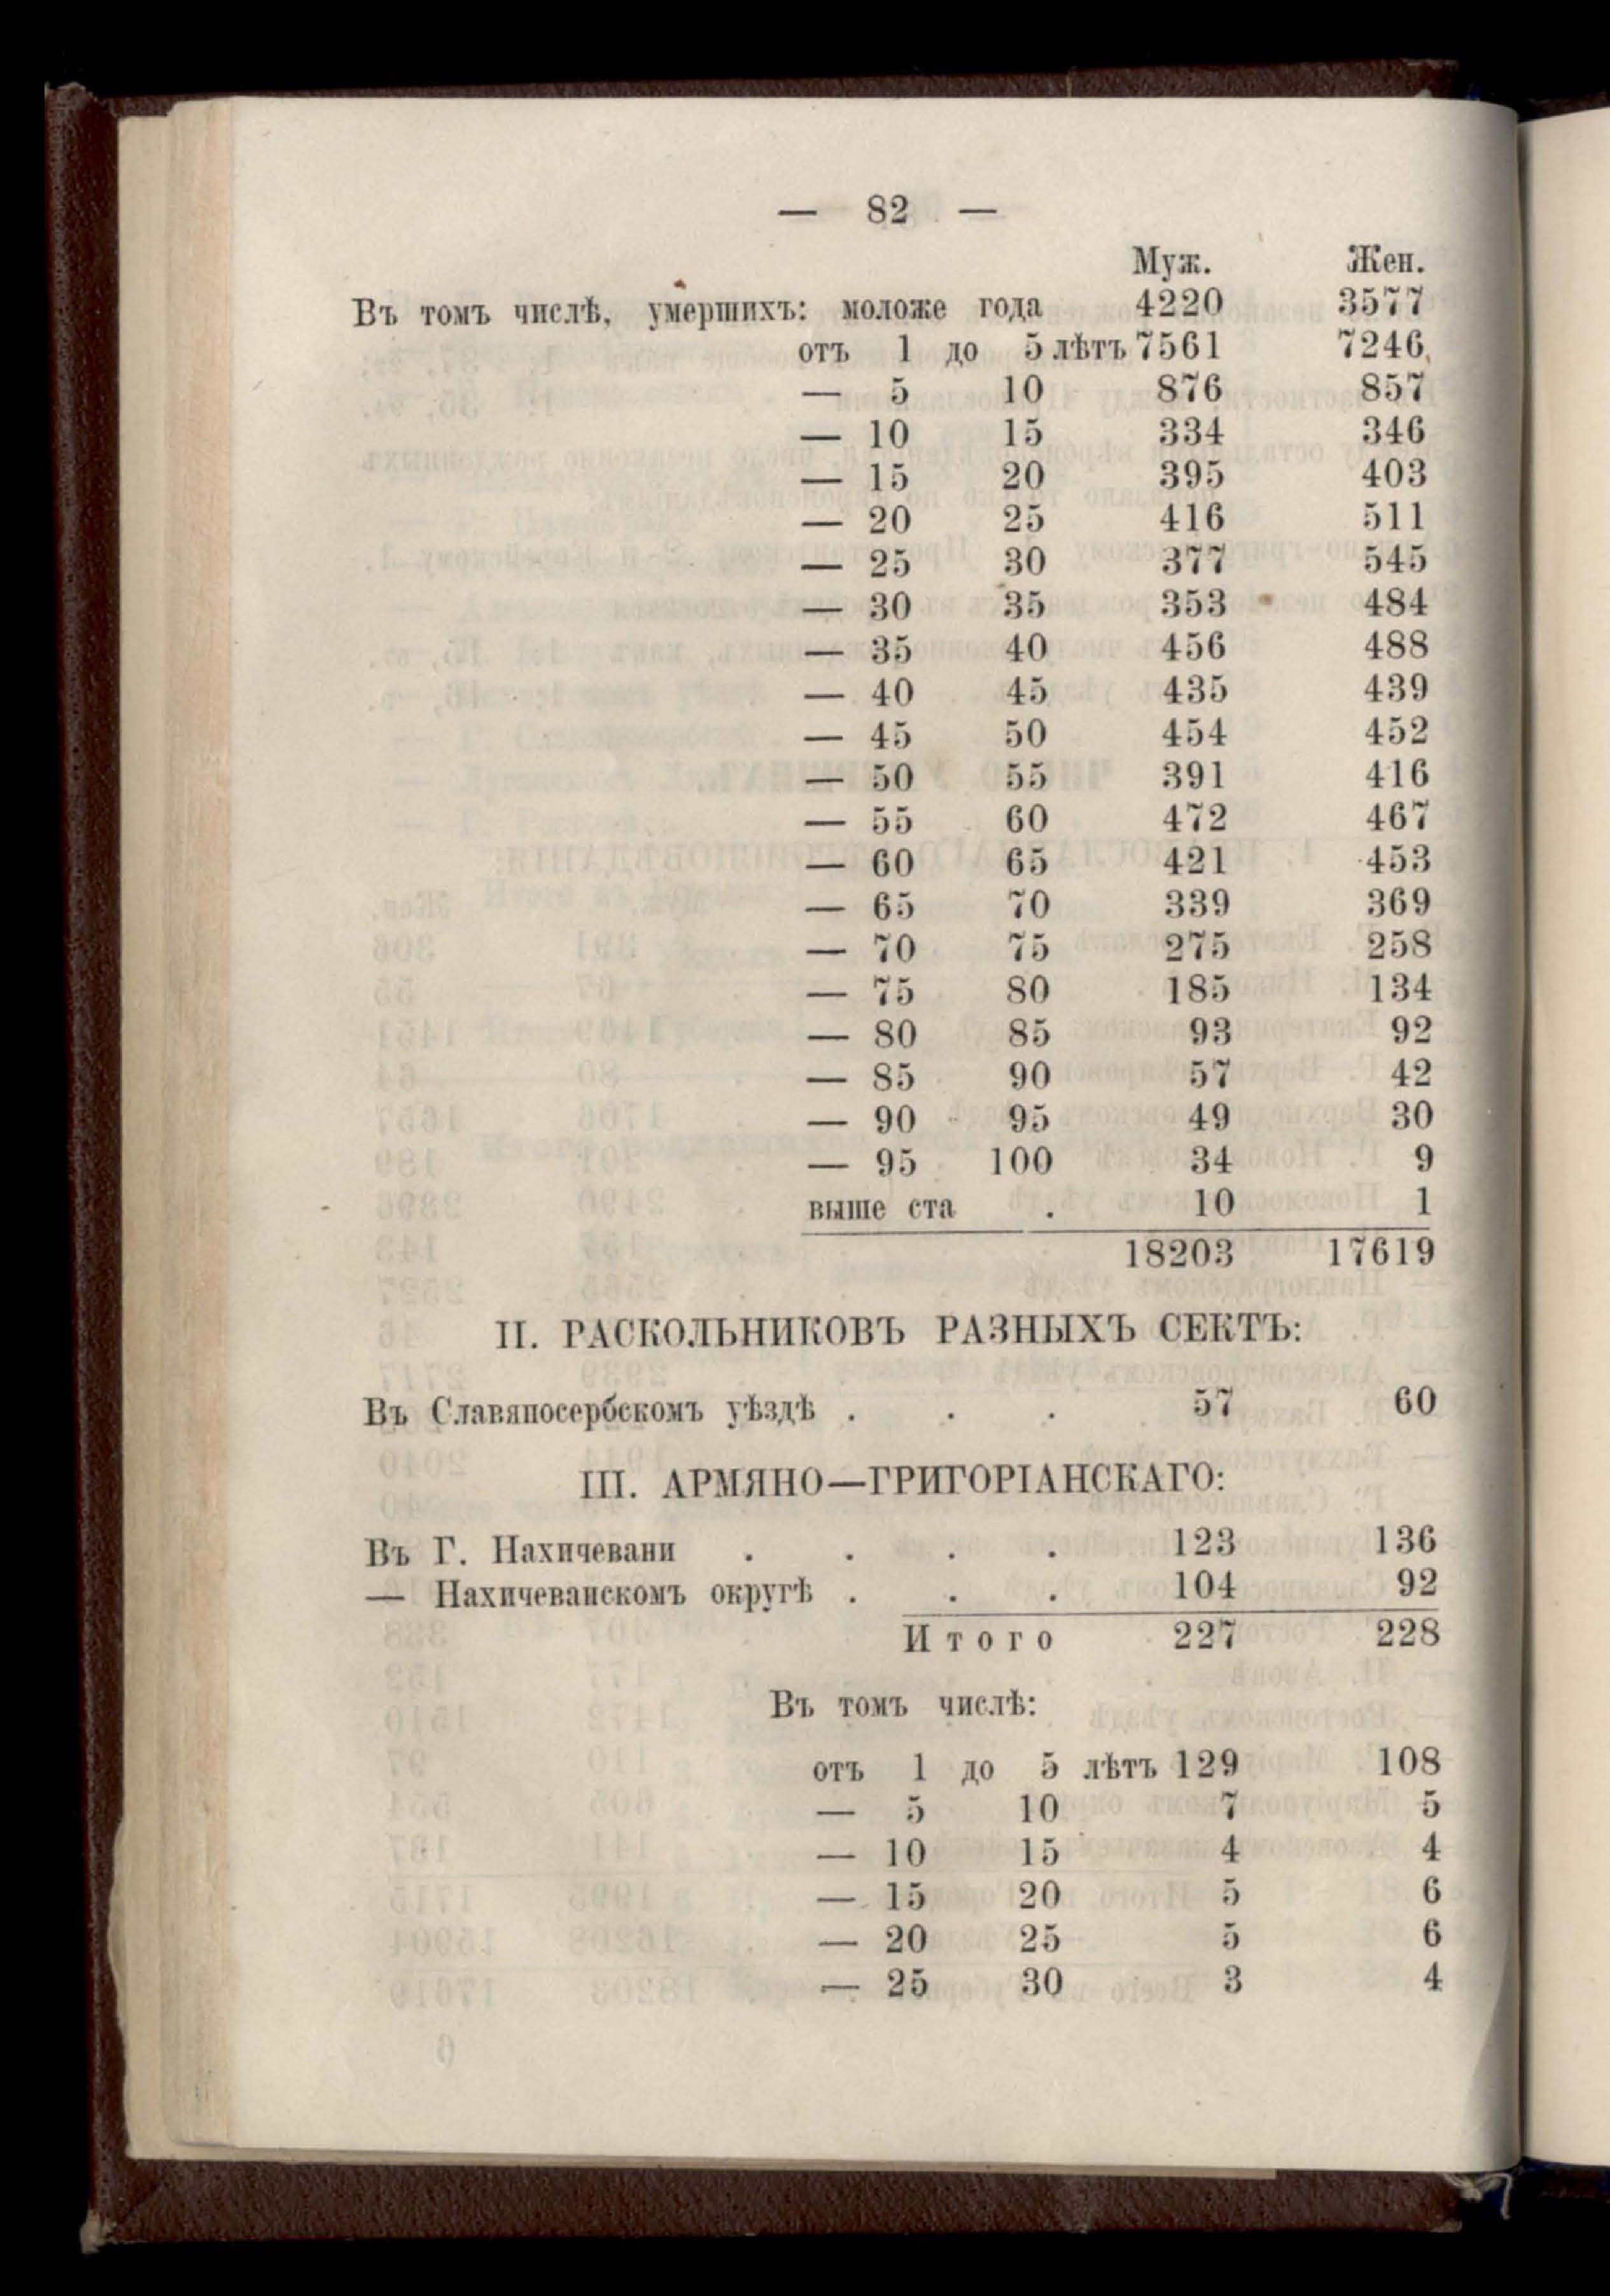 — 82 —
Муж. Жен.
Въ томъ числѣ, умершихъ: моложе года 4220 3577
отъ 1 до 5 лѣтъ 7561 7246
— 5 10 876 857
— 10 15 334 346
— 15 20 395 403
— 20 25 416 511
— 25 30 377 545
— 30 35 353 484
— 35 40 456 488
— 40 45 435 439
— 45 50 454 452
— 50 55 391 416
— 55 60 472 467
— 60 65 421 453
— 65 70 339 369
— 70 75 275 258
— 75 80 185 134
— 80 85 93 92
— 85 90 57 42
— 90 95 49 30
— 95 100 34 9
выше ста . 10 1
18203 17619
II. РАСКОЛЬНИКОВЪ РАЗНЫХЪ СЕКТЪ:
Въ Славяносербскомъ уѣздѣ . . . 57 60
III. АРМЯНО—ГРИГОРІАНСКАГО:
Въ Г. Нахичевани . . . . 123 136
— Нахичеванскомъ округѣ . . . 104 92
Итого 227 228
Въ томъ числѣ:
отъ 1 до 5 лѣтъ 129 108
— 5 10 7 5
— 10 15 4 4
— 15 20 5 6
— 20 25 5 6
— 25 30 3 4